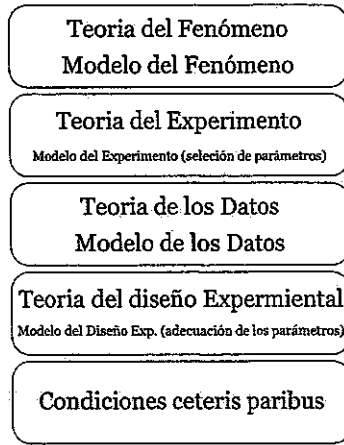 Teoria del Fenómeno
Modelo del Fenómeno
Teoria del Experimento
Modelo del Experimento (seleción de parámetros)
Teoria de los Datos
Modelo de los Datos
Teoria del diseño Expermiental
Modelo del Diseño Exp. (adecuación de los parámetros)
Condiciones ceteris paribus